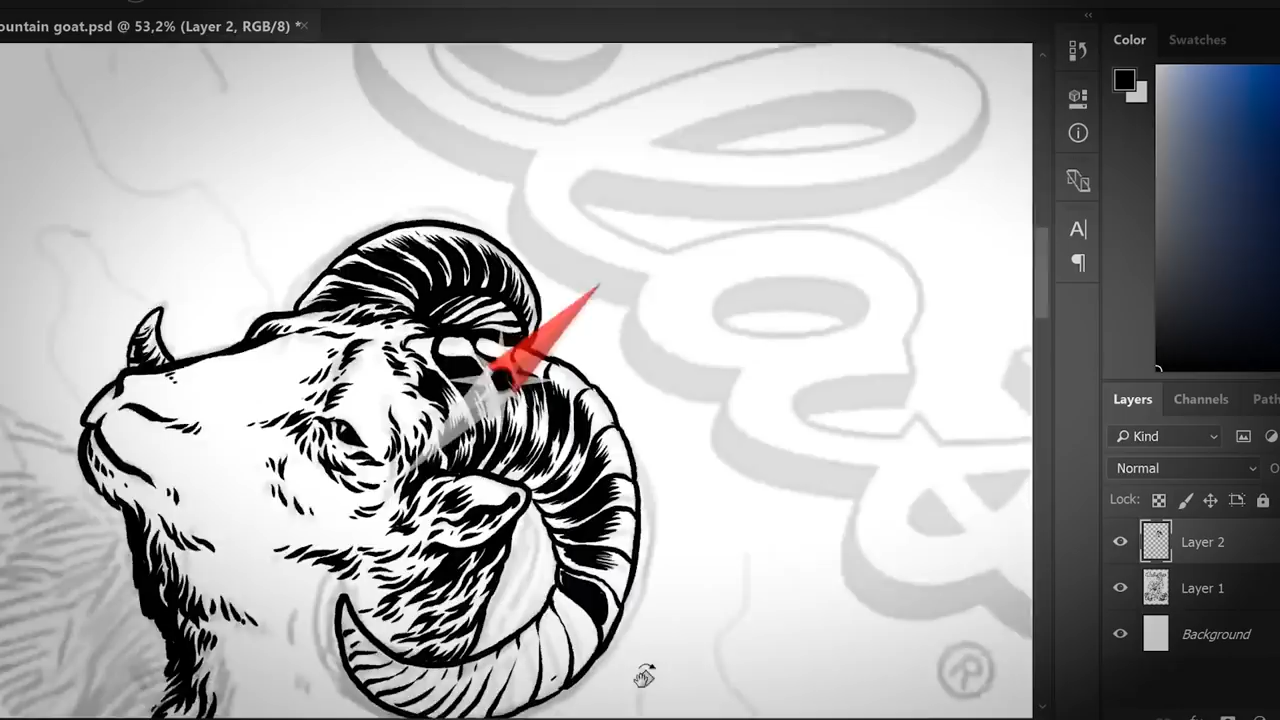 ountain goat.psd @ 53,2% (Layer 2, RGB/8) *
Color
Swatches
Layers
Channels
Path
Kind
Normal
Lock:
Layer 2
Layer 1
Background